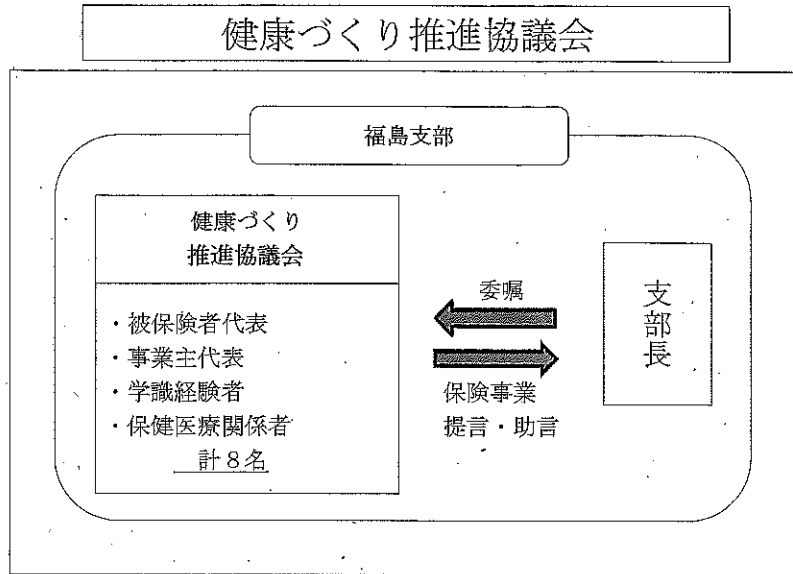 健康づくり推進協議会
福島支部
健康づくり
推進協議会
・被保険者代表
・事業主代表
・学識経験者
・保健医療関係者
計８名
委嘱
保険事業
提言・助言
支部長